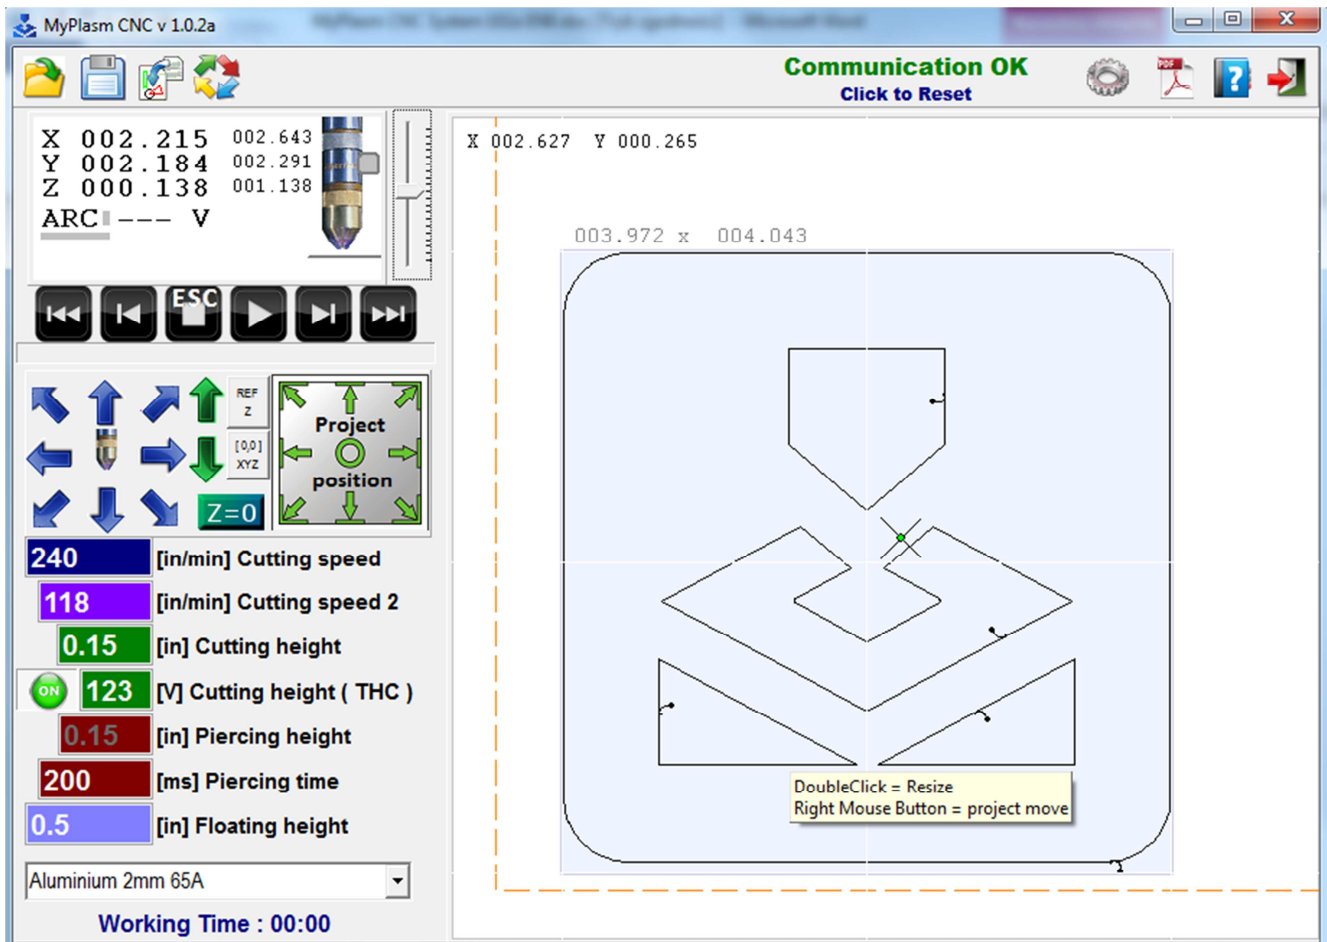 MyPlasm CNC v 1.0.2a
Communication OK
Click to Reset
PDF
?
X 002.215 002.643
Y 002.184 002.291
Z 000.138 001.138
ARC --- V
X 002.627 Y 000.265
003.972 x 004.043
ESC
REF
Z
[0,0]
XYZ
Z=0
Project
position
240 [in/min] Cutting speed
118 [in/min] Cutting speed 2
0.15 [in] Cutting height
ON 123 [V] Cutting height ( THC )
0.15 [in] Piercing height
200 [ms] Piercing time
0.5 [in] Floating height
DoubleClick = Resize
Right Mouse Button = project move
Aluminium 2mm 65A
Working Time : 00:00